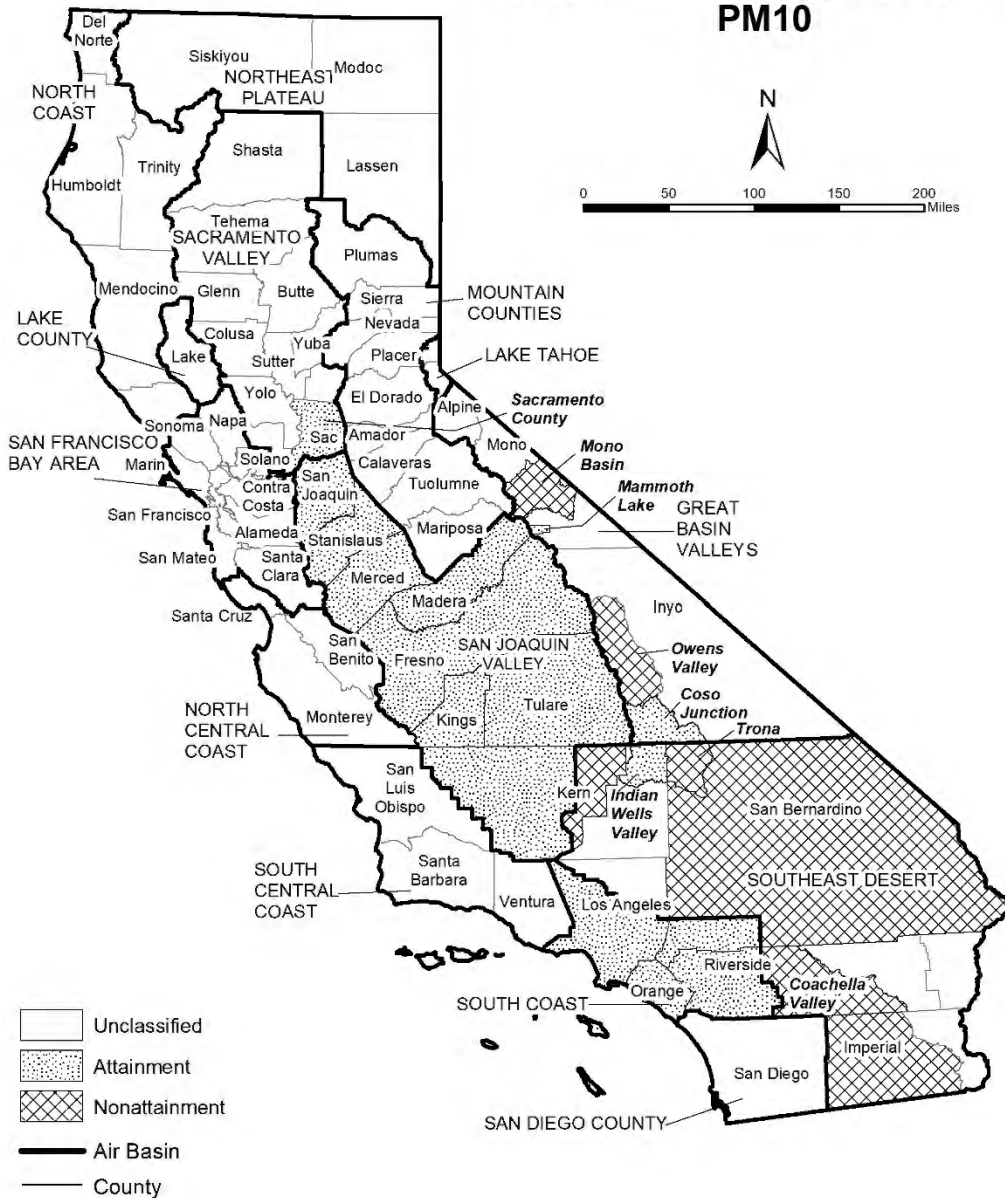 PM10
N
0 50 100 150 200
Miles
Del
Norte
Siskiyou
Modoc
NORTHEAST
PLATEAU
NORTH
COAST
Shasta
Trinity
Lassen
Humboldt
Tehema
SACRAMENTO
VALLEY
Plumas
Mendocino
Glenn
Butte
Sierra
MOUNTAIN
COUNTIES
LAKE
COUNTY
Colusa
Nevada
Yuba
Lake
Sutter
Placer
LAKE TAHOE
Yolo
El Dorado
Alpine
Sacramento
County
Sonoma
Napa
Sac
Amador
Mono
SAN FRANCISCO
BAY AREA
Marin
Solano
Calaveras
Mono
Basin
Contra
Costa
San
Joaquin
Tuolumne
Mammoth
Lake
San Francisco
Alameda
Stanislaus
Mariposa
GREAT
BASIN
VALLEYS
San Mateo
Santa
Clara
Merced
Madera
Inyo
Santa Cruz
San
Benito
Fresno
SAN JOAQUIN
VALLEY
Owens
Valley
NORTH
CENTRAL
COAST
Monterey
Kings
Tulare
Coso
Junction
Trona
San
Luis
Obispo
Kern
Indian
Wells
Valley
San Bernardino
SOUTH
CENTRAL
COAST
Santa
Barbara
Ventura
Los Angeles
SOUTHEAST DESERT
Riverside
Orange
Coachella
Valley
SOUTH COAST
Imperial
San Diego
SAN DIEGO COUNTY
Unclassified
Attainment
Nonattainment
Air Basin
County